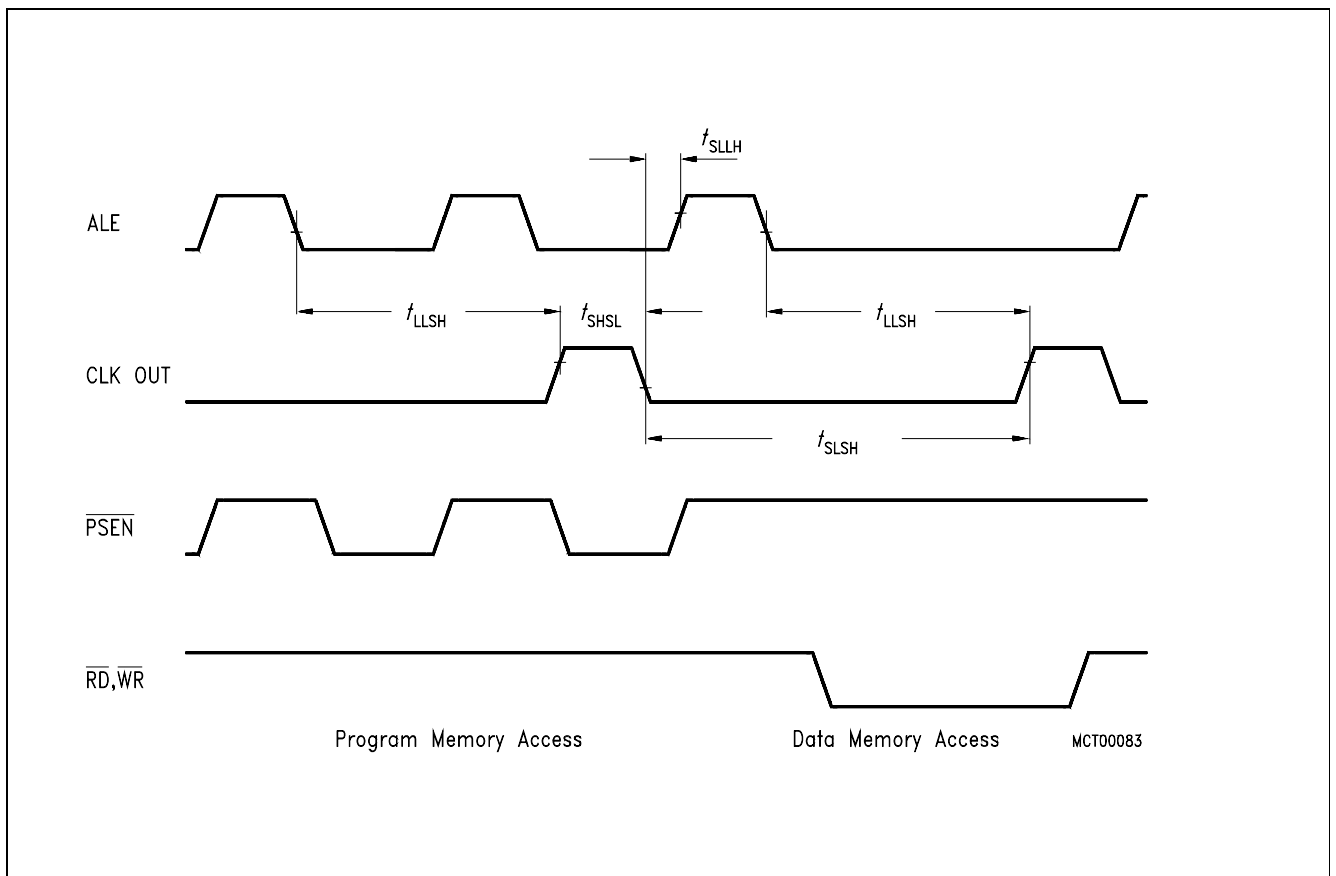 tSLLH
ALE
tLLSH tSHSL tLLSH
CLK OUT
tSLSH
PSEN
RD,WR
Program Memory Access Data Memory Access MCT00083